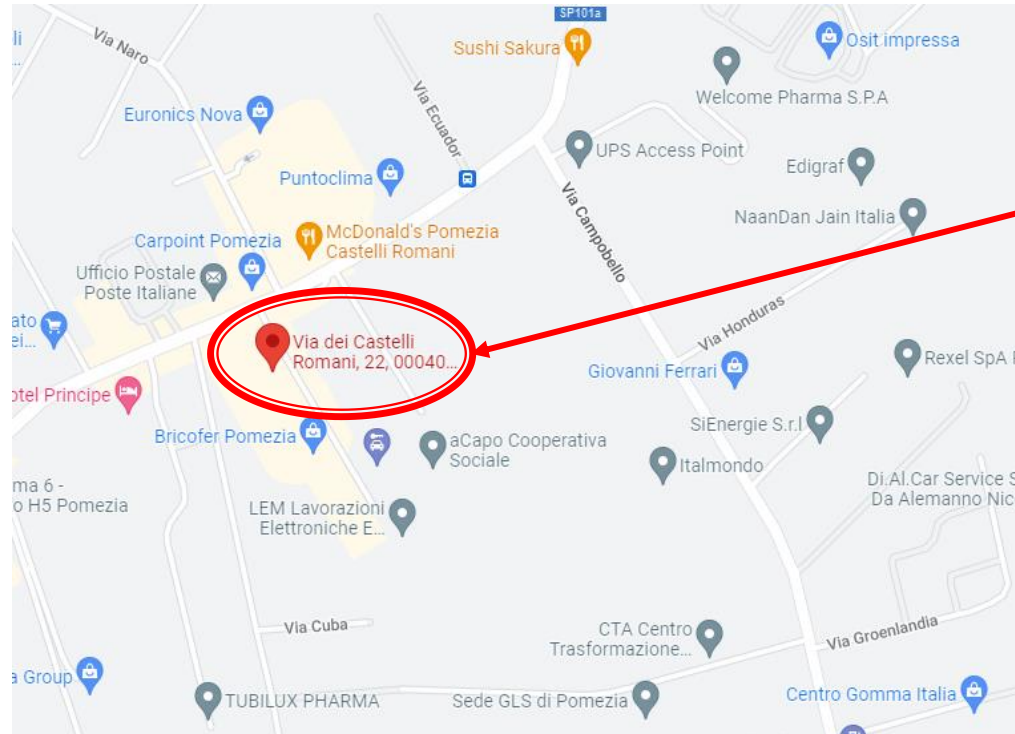 SP101a
li
Via Naro
Sushi Sakura
Osit impressa
Welcome Pharma S.P.A
Via Ecuador
Euronics Nova
UPS Access Point
Edigraf
Puntoclima
Via Campobello
NaanDan Jain Italia
McDonald's Pomezia
Castelli Romani
Carpoint Pomezia
Ufficio Postale
Poste Italiane
Via Honduras
ato
ei...
Via dei Castelli
Romani, 22, 00040...
Giovanni Ferrari
Rexel SpA
otel Principe
SiEnergie S.r.l
Bricofer Pomezia
aCapo Cooperativa
Sociale
Italmondo
Di.Al.Car Service S
Da Alemanno Nic
ma 6 -
o H5 Pomezia
LEM Lavorazioni
Elettroniche E...
Via Cuba
CTA Centro
Trasformazione...
Via Groenlandia
a Group
TUBILUX PHARMA
Sede GLS di Pomezia
Centro Gomma Italia